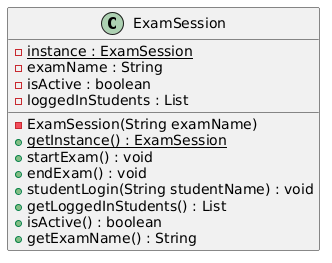 C ExamSession
instance : ExamSession
examName : String
isActive : boolean
loggedInStudents : List
ExamSession(String examName)
getInstance() : ExamSession
startExam() : void
endExam() : void
studentLogin(String studentName) : void
getLoggedInStudents() : List
isActive() : boolean
getExamName() : String